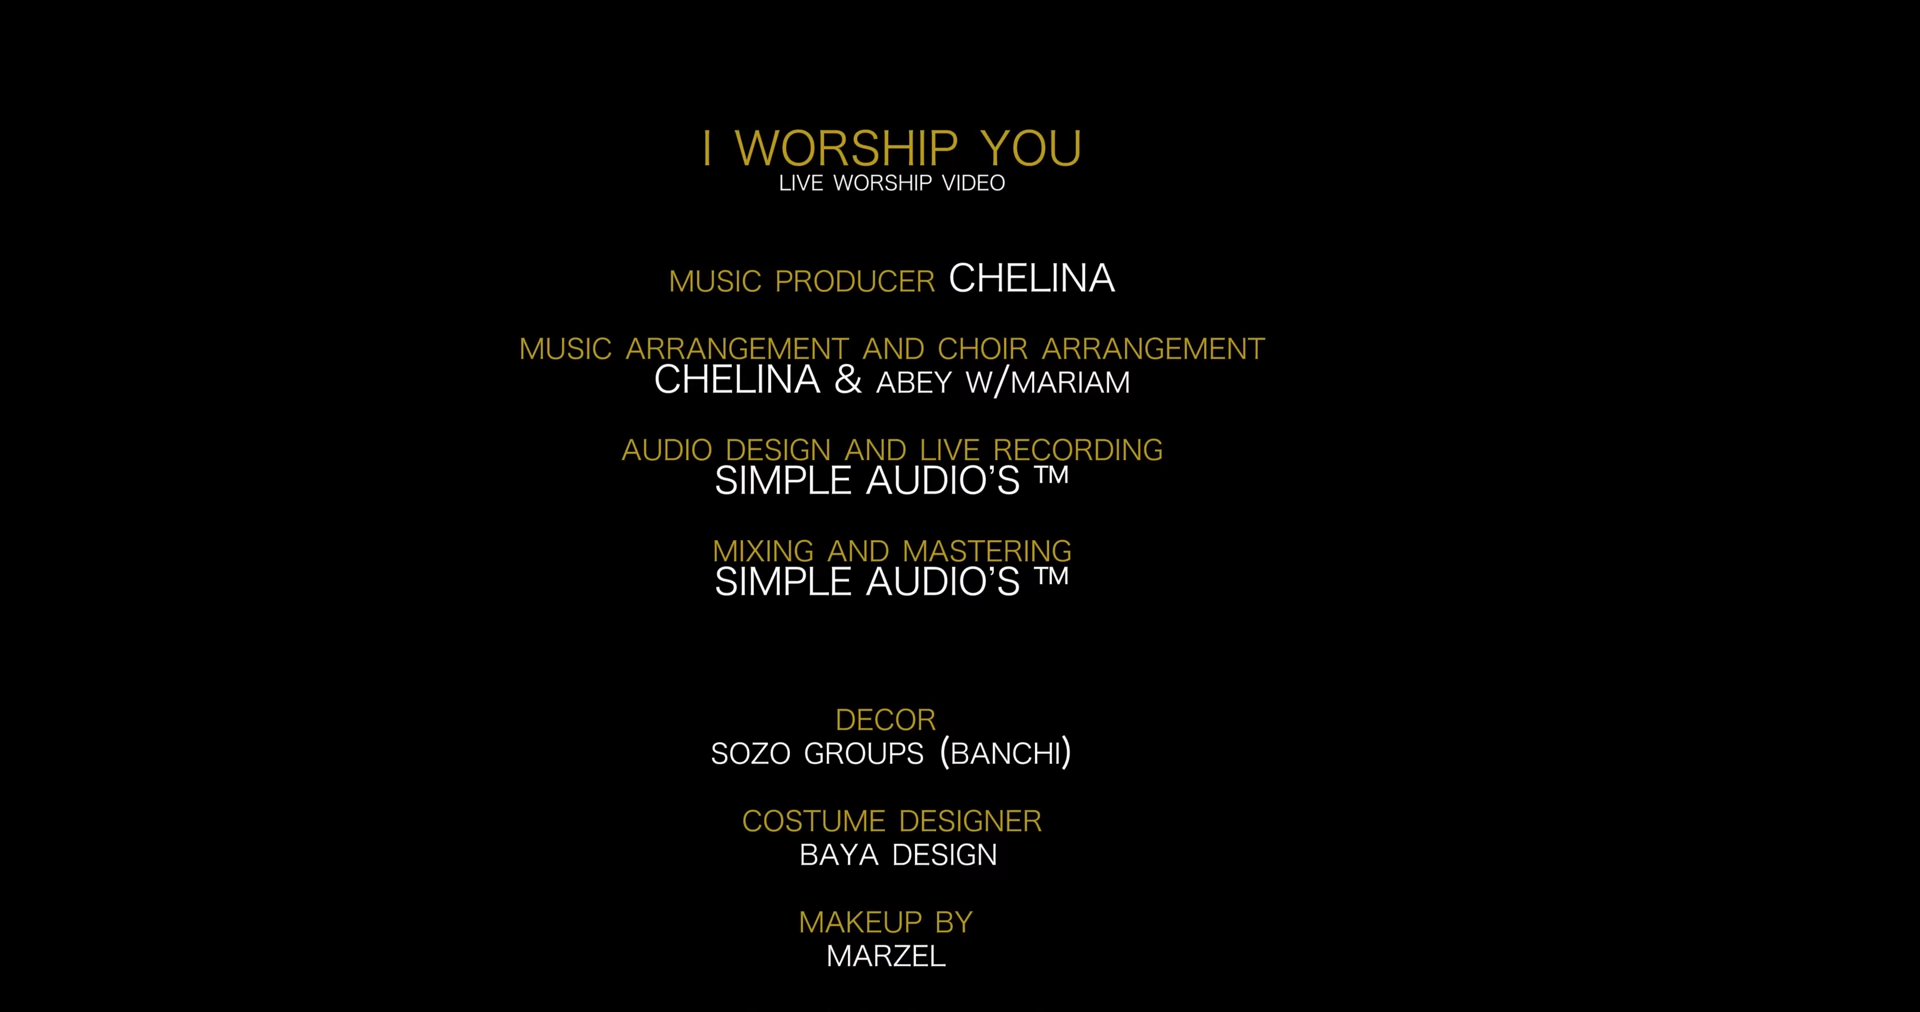 I WORSHIP YOU
LIVE WORSHIP VIDEO
MUSIC PRODUCER CHELINA
MUSIC ARRANGEMENT AND CHOIR ARRANGEMENT
CHELINA & ABEY W/MARIAM
AUDIO DESIGN AND LIVE RECORDING
SIMPLE AUDIO’S ™
MIXING AND MASTERING
SIMPLE AUDIO’S ™
DECOR
SOZO GROUPS (BANCHI)
COSTUME DESIGNER
BAYA DESIGN
MAKEUP BY
MARZEL